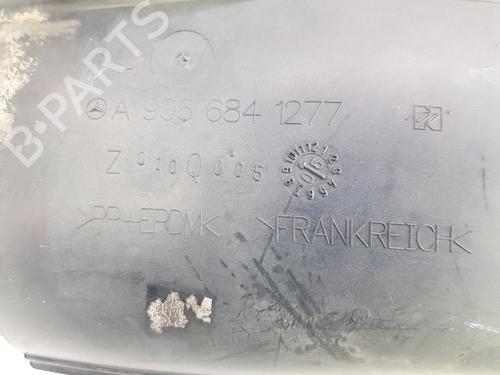 B-PARTS
A 906 684 1277
Z 010Q005
>PP+EPDM< >FRANKREICH<